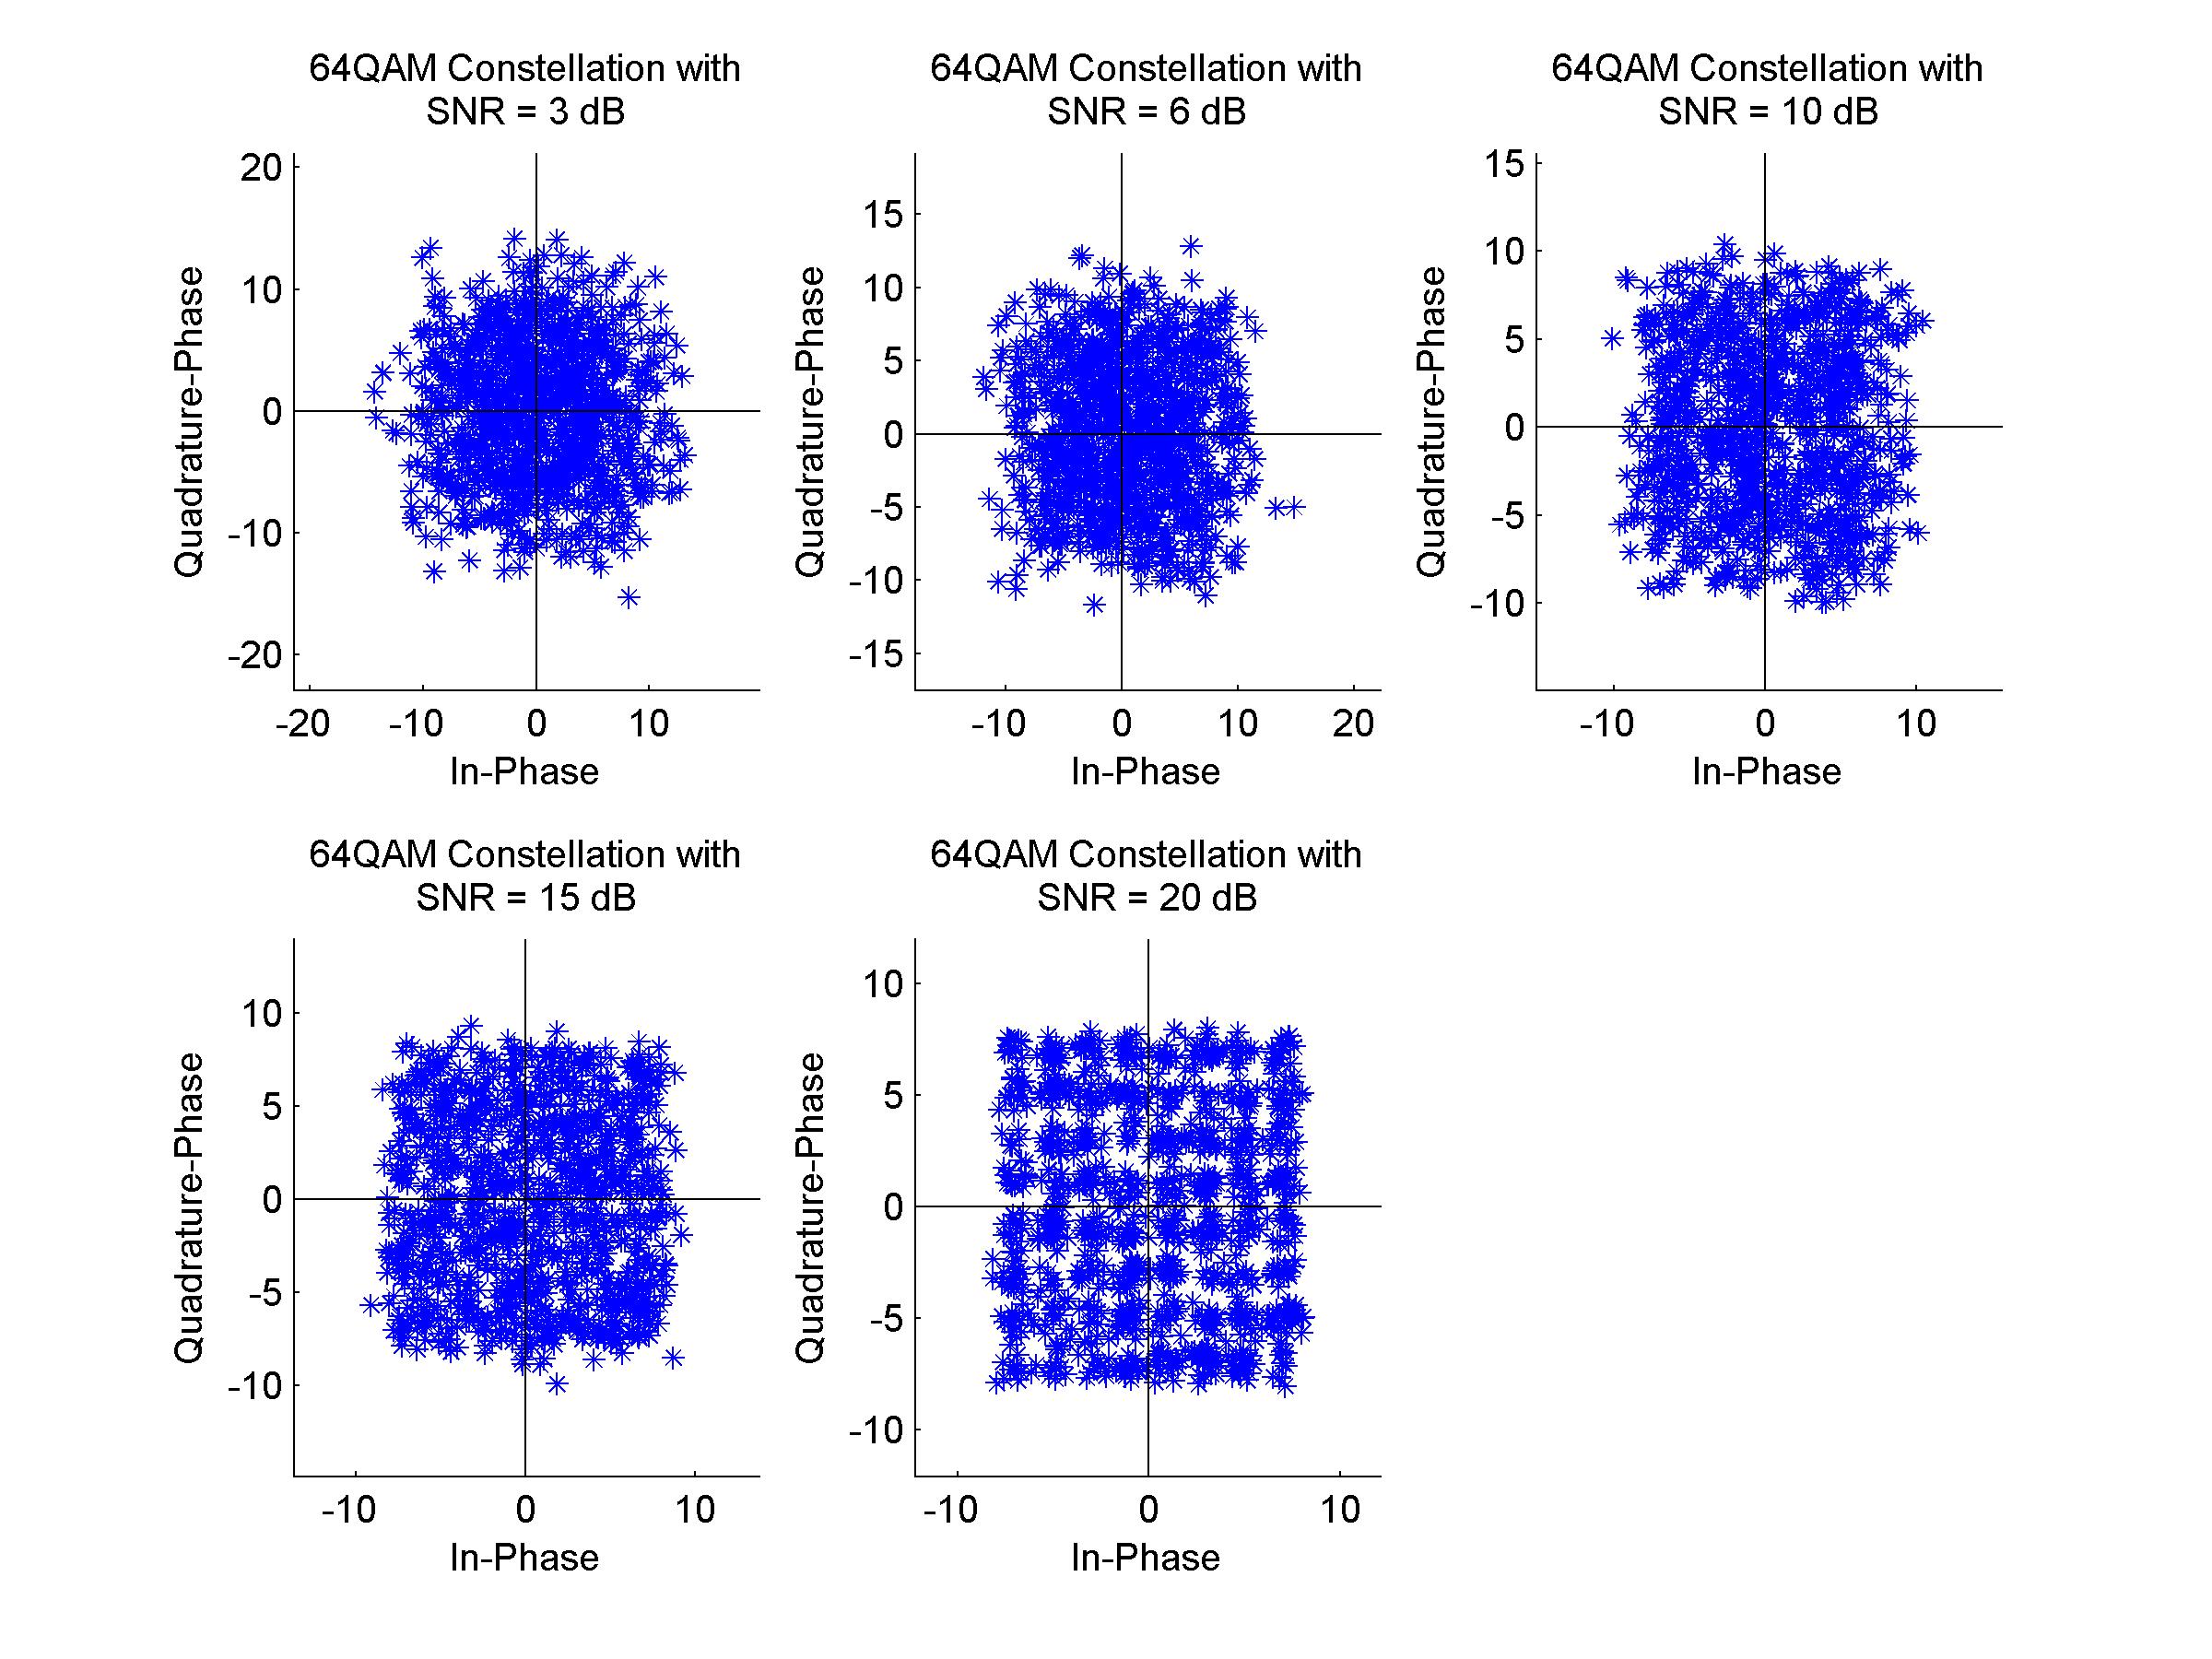 64QAM Constellation with
SNR = 3 dB
20
10
0
-10
-20
-20 -10 0 10
Quadrature-Phase
In-Phase
64QAM Constellation with
SNR = 6 dB
15
10
5
0
-5
-10
-15
-10 0 10 20
Quadrature-Phase
In-Phase
64QAM Constellation with
SNR = 10 dB
15
10
5
0
-5
-10
-10 0 10
Quadrature-Phase
In-Phase
64QAM Constellation with
SNR = 15 dB
10
5
0
-5
-10
-10 0 10
Quadrature-Phase
In-Phase
64QAM Constellation with
SNR = 20 dB
10
5
0
-5
-10
-10 0 10
Quadrature-Phase
In-Phase